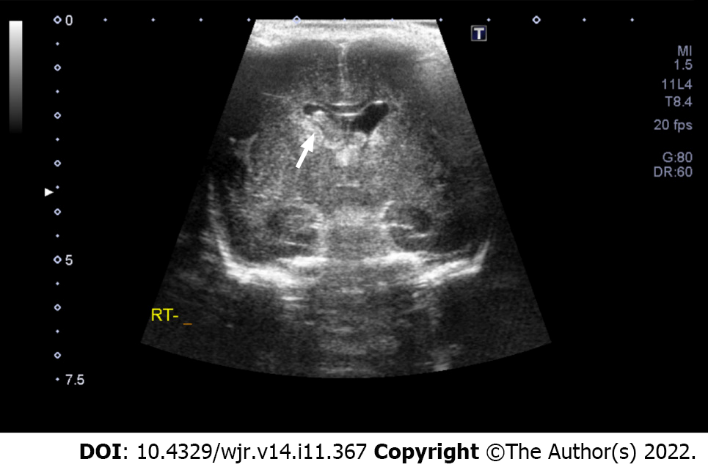 0
T
MI
1.5
11L4
T8.4
20 fps
G:80
DR:60
5
RT-_
7.5
DOI: 10.4329/wjr.v14.i11.367 Copyright ©The Author(s) 2022.